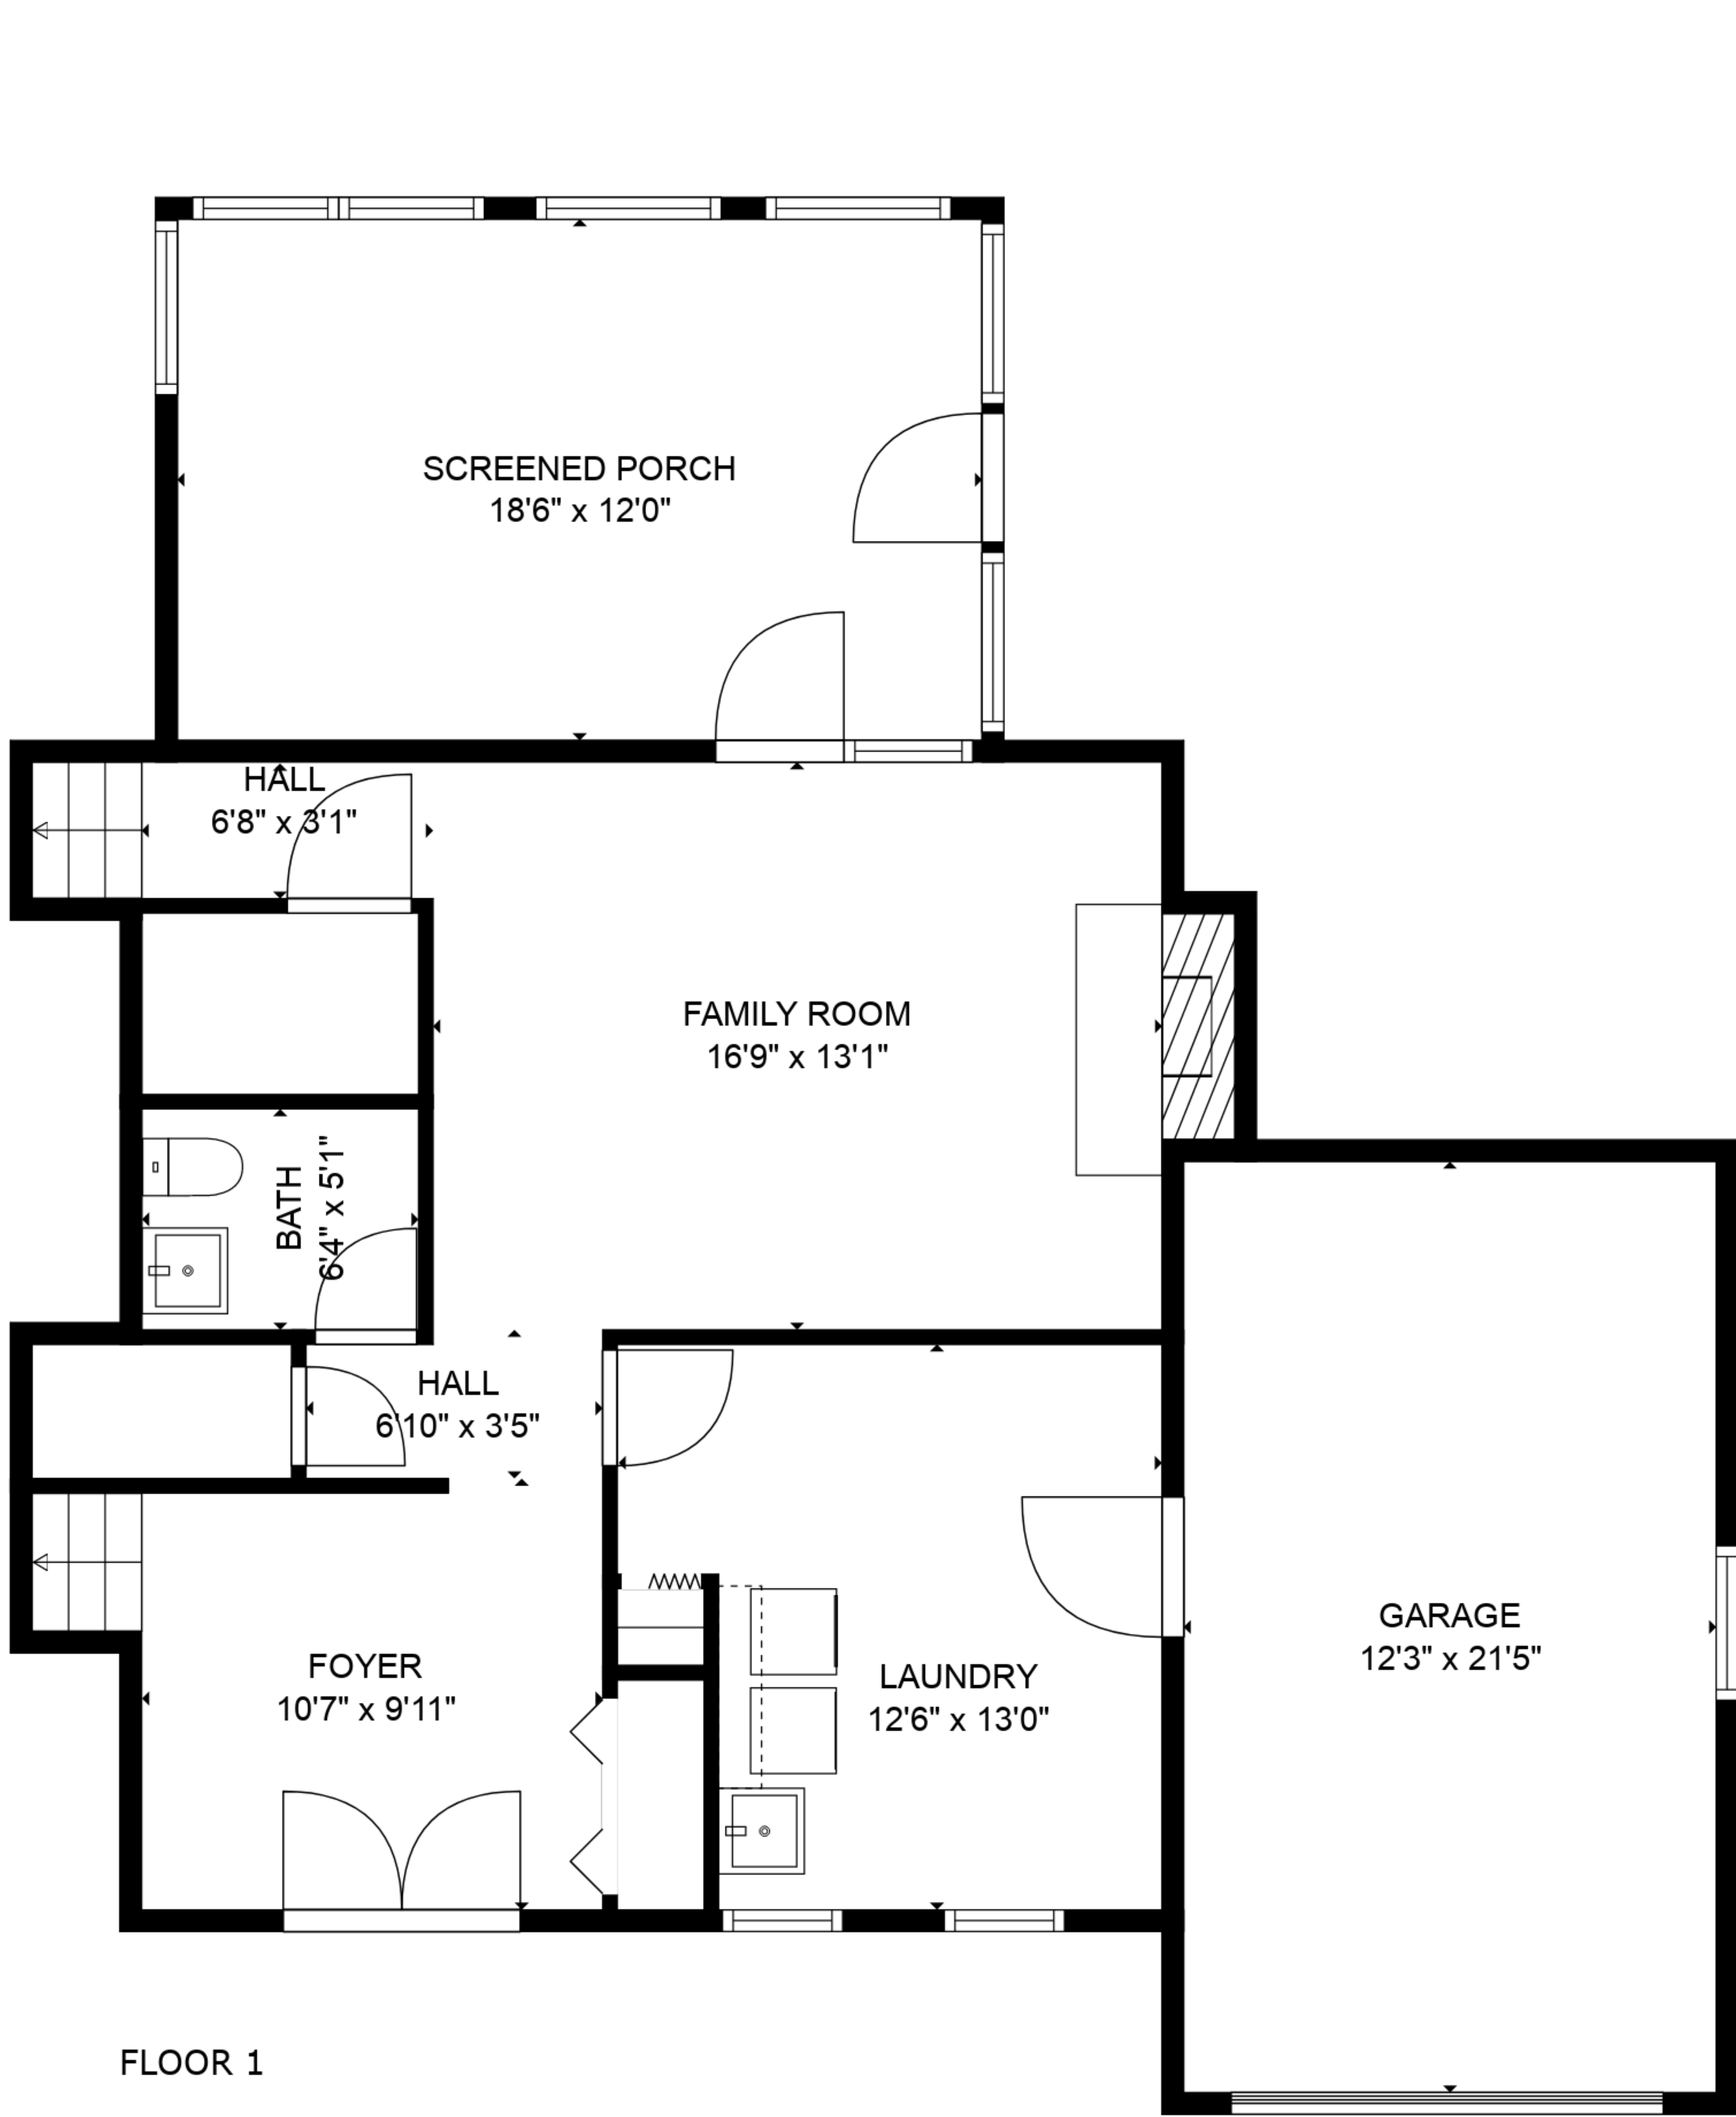 SCREENED PORCH
18'6" x 12'0"
HALL
6'8" x 3'1"
FAMILY ROOM
16'9" x 13'1"
BATH
6'4" x 5'1"
HALL
6'10" x 3'5"
GARAGE
12'3" x 21'5"
FOYER
10'7" x 9'11"
LAUNDRY
12'6" x 13'0"
FLOOR 1